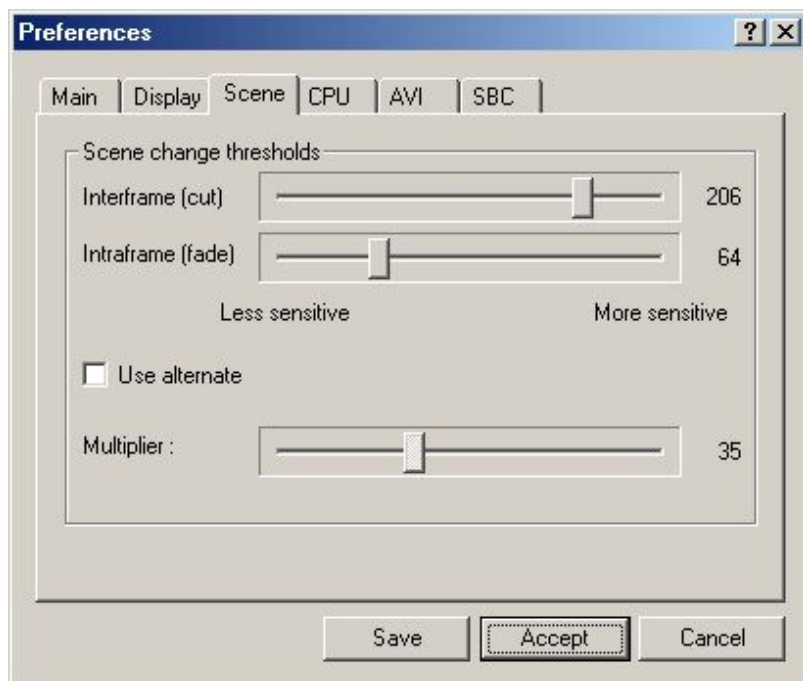 Preferences
Main Display Scene CPU AVI SBC
Scene change thresholds
Interframe (cut) 206
Intraframe (fade) 64
Less sensitive More sensitive
Use alternate
Multiplier : 35
Save Accept Cancel